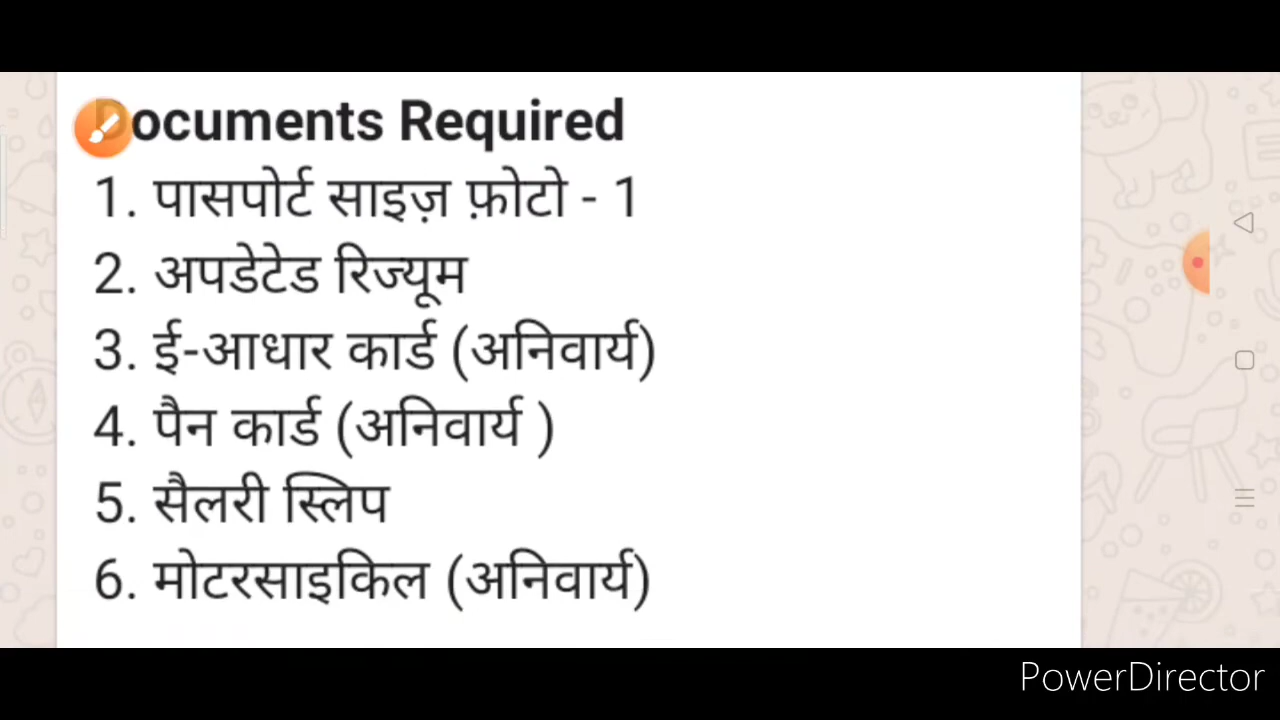 Documents Required
1. पासपोर्ट साइज़ फ़ोटो - 1
2. अपडेटेड रिज्यूम
3. ई-आधार कार्ड (अनिवार्य)
4. पैन कार्ड (अनिवार्य )
5. सैलरी स्लिप
6. मोटरसाइकिल (अनिवार्य)
PowerDirector